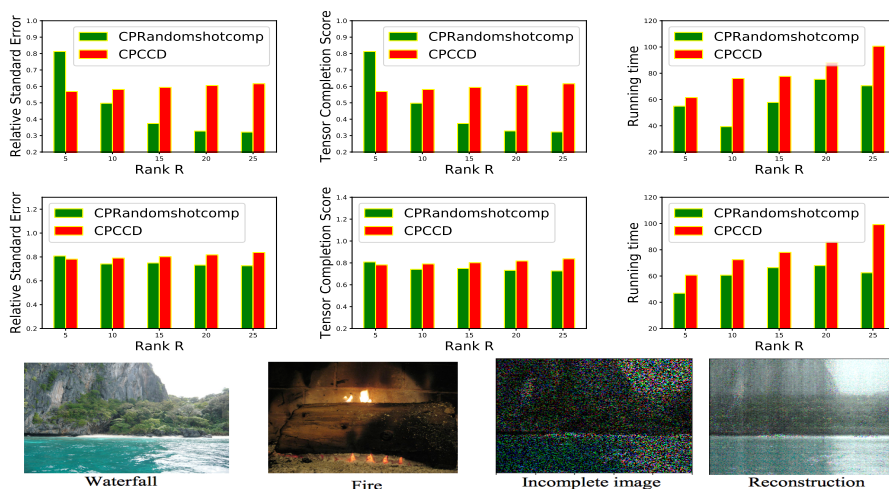 Relative Standard Error
1.0
0.9
0.8
0.7
0.6
0.5
0.4
0.3
0.2
CPRandomshotcomp
CPCCD
5 10 15 20 25
Rank R
Tensor Completion Score
1.0
0.9
0.8
0.7
0.6
0.5
0.4
0.3
0.2
CPRandomshotcomp
CPCCD
5 10 15 20 25
Rank R
Running time
120
100
80
60
40
20
CPRandomshotcomp
CPCCD
5 10 15 20 25
Rank R
Relative Standard Error
1.2
1.0
0.8
0.6
0.4
0.2
CPRandomshotcomp
CPCCD
5 10 15 20 25
Rank R
Tensor Completion Score
1.4
1.2
1.0
0.8
0.6
0.4
0.2
CPRandomshotcomp
CPCCD
5 10 15 20 25
Rank R
Running time
120
100
80
60
40
20
CPRandomshotcomp
CPCCD
5 10 15 20 25
Rank R
Waterfall
Fire
Incomplete image
Reconstruction